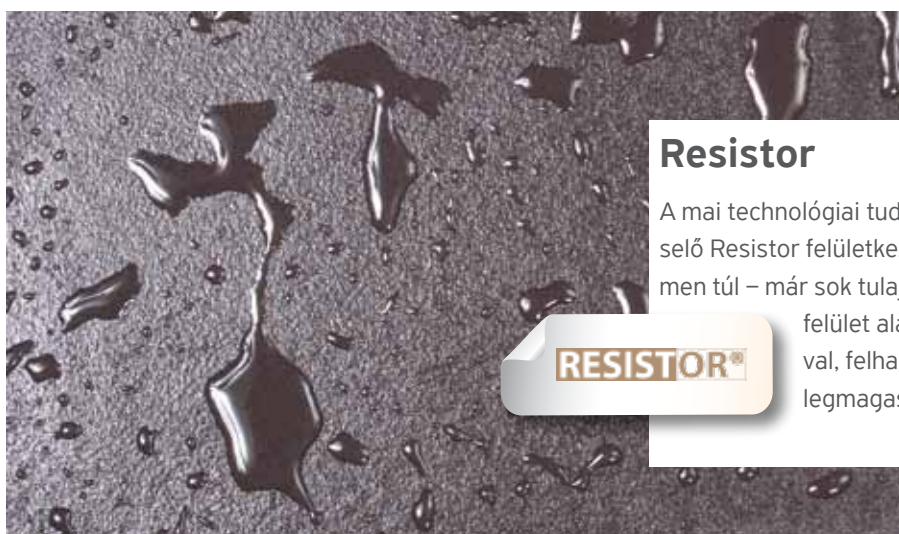 Resistor
A mai technológiai tud
selő Resistor felületke
men túl – már sok tula
felület ala
val, felha
legmagas
RESISTOR®